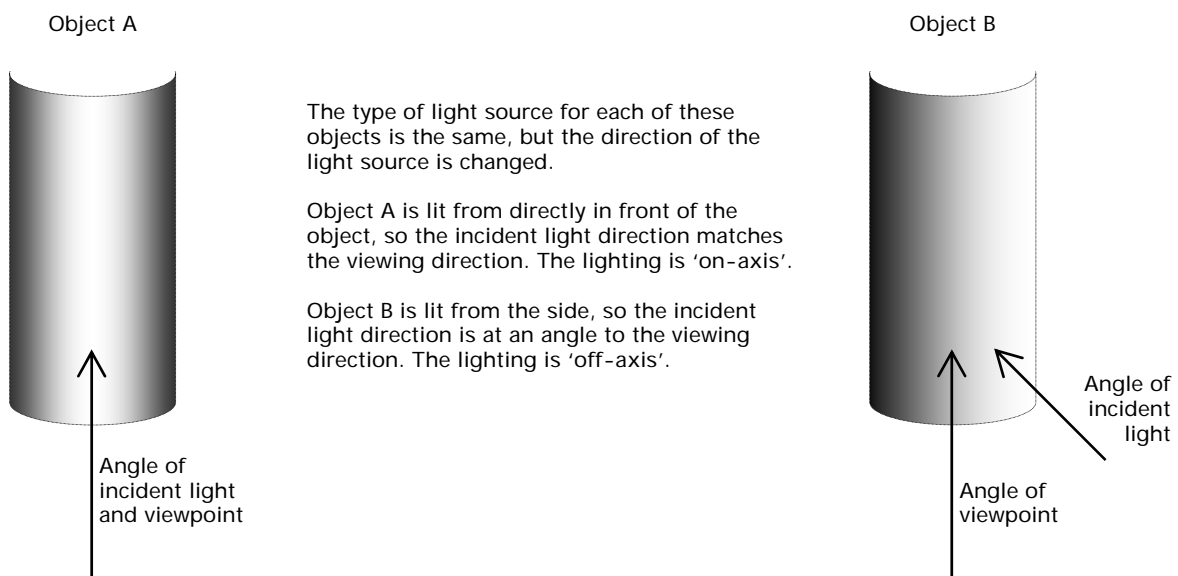 Object A
Object B
The type of light source for each of these
objects is the same, but the direction of the
light source is changed.
Object A is lit from directly in front of the
object, so the incident light direction matches
the viewing direction. The lighting is ‘on-axis’.
Object B is lit from the side, so the incident
light direction is at an angle to the viewing
direction. The lighting is ‘off-axis’.
Angle of
incident light
and viewpoint
Angle of
viewpoint
Angle of
incident
light